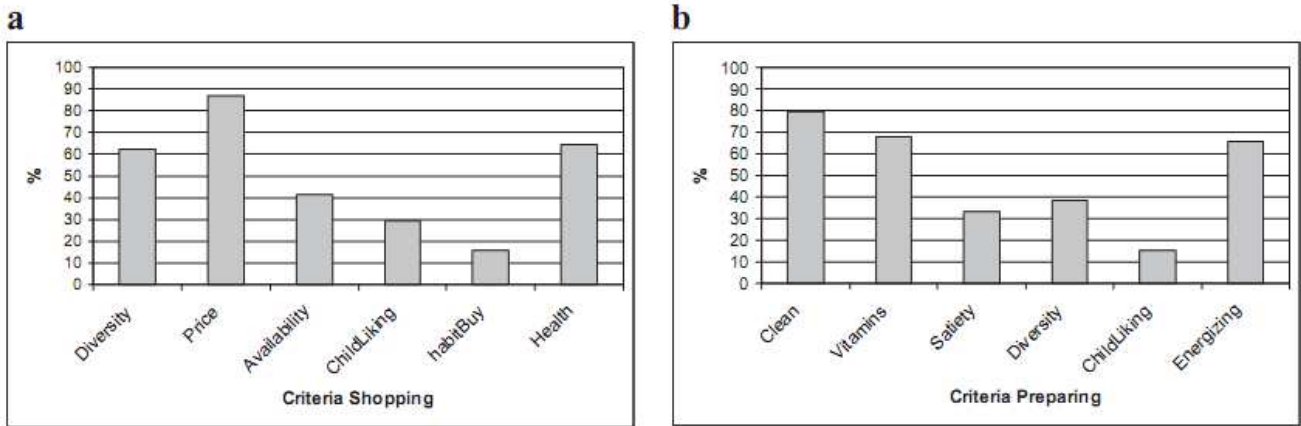 a
100
90
80
70
60
50
40
30
20
10
0
%
Diversity
Price
Availability
ChildLiking
habitBuy
Health
Criteria Shopping
b
100
90
80
70
60
50
40
30
20
10
0
%
Clean
Vitamins
Satiety
Diversity
ChildLiking
Energizing
Criteria Preparing